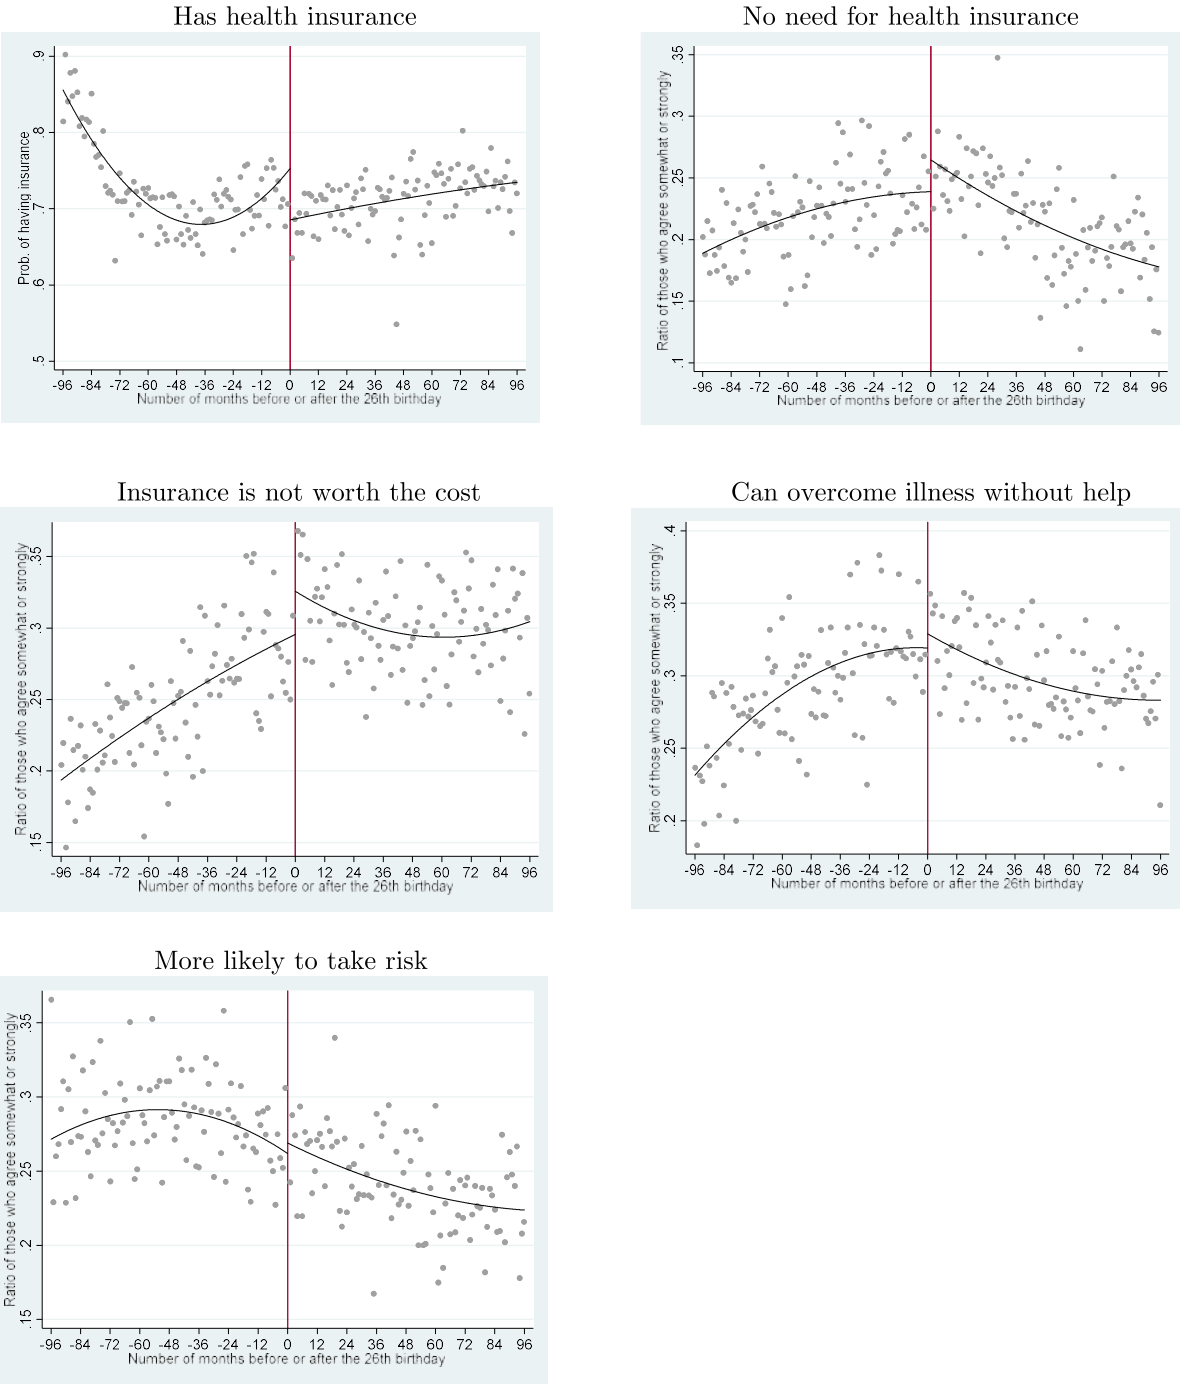 Has health insurance
Prob. of having insurance
.9
.8
.7
.6
.5
-96 -84 -72 -60 -48 -36 -24 -12 0 12 24 36 48 60 72 84 96
Number of months before or after the 26th birthday
No need for health insurance
Ratio of those who agree somewhat or strongly
.35
.3
.25
.2
.15
.1
-96 -84 -72 -60 -48 -36 -24 -12 0 12 24 36 48 60 72 84 96
Number of months before or after the 26th birthday
Insurance is not worth the cost
Ratio of those who agree somewhat or strongly
.35
.3
.25
.2
.15
-96 -84 -72 -60 -48 -36 -24 -12 0 12 24 36 48 60 72 84 96
Number of months before or after the 26th birthday
Can overcome illness without help
Ratio of those who agree somewhat or strongly
.4
.35
.3
.25
.2
-96 -84 -72 -60 -48 -36 -24 -12 0 12 24 36 48 60 72 84 96
Number of months before or after the 26th birthday
More likely to take risk
Ratio of those who agree somewhat or strongly
.35
.3
.25
.2
.15
-96 -84 -72 -60 -48 -36 -24 -12 0 12 24 36 48 60 72 84 96
Number of months before or after the 26th birthday